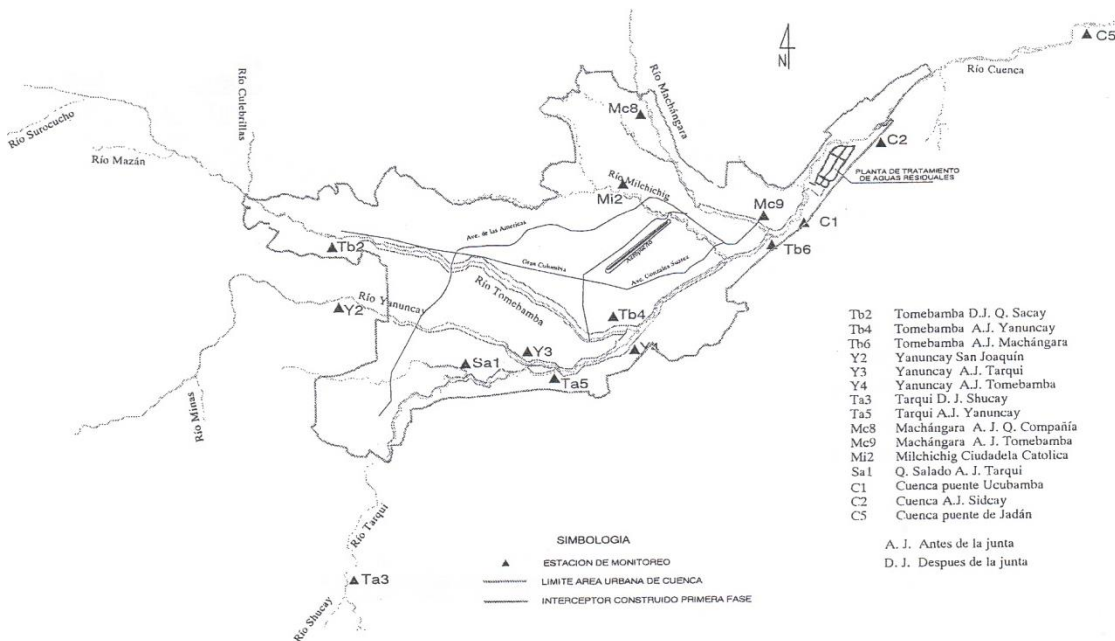 C5
Río Cuenca
N
Río Machángara
Mc8
Río Culebrillas
Río Surocucho
Río Mazán
C2
PLANTA DE TRATAMIENTO
DE AGUAS RESIDUALES
Río Milchichig
Mi2
Mc9
C1
Tb6
Ave. de las Americas
Gran Colombia
Ave. Gonzales Suarez
Tb2
Río Tomebamba
Río Yanuncay
Y2
Tb4
Y3
Y
Sa1
Ta5
Río Minas
Río Tarqui
Ta3
Río Shucay
Tb2 Tomebamba D.J. Q. Sacay
Tb4 Tomebamba A.J. Yanuncay
Tb6 Tomebamba A.J. Machángara
Y2 Yanuncay San Joaquín
Y3 Yanuncay A.J. Tarqui
Y4 Yanuncay A.J. Tomebamba
Ta3 Tarqui D. J. Shucay
Ta5 Tarqui A.J. Yanuncay
Mc8 Machángara A. J. Q. Compañía
Mc9 Machángara A. J. Tomebamba
Mi2 Milchichig Ciudadela Catolica
Sa1 Q. Salado A. J. Tarqui
C1 Cuenca puente Ucubamba
C2 Cuenca A.J. Sidcay
C5 Cuenca puente de Jadán
A. J. Antes de la junta
D. J. Despues de la junta
SIMBOLOGIA
ESTACION DE MONITOREO
LIMITE AREA URBANA DE CUENCA
INTERCEPTOR CONSTRUIDO PRIMERA FASE